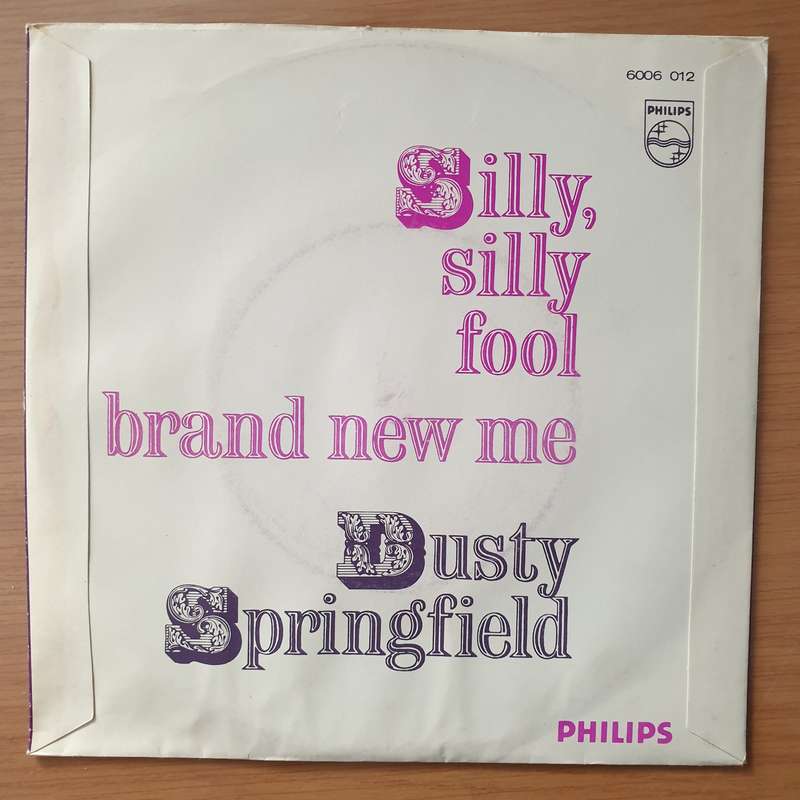 6006 012
PHILIPS
Silly,
silly
fool
brand new me
Dusty
Springfield
PHILIPS